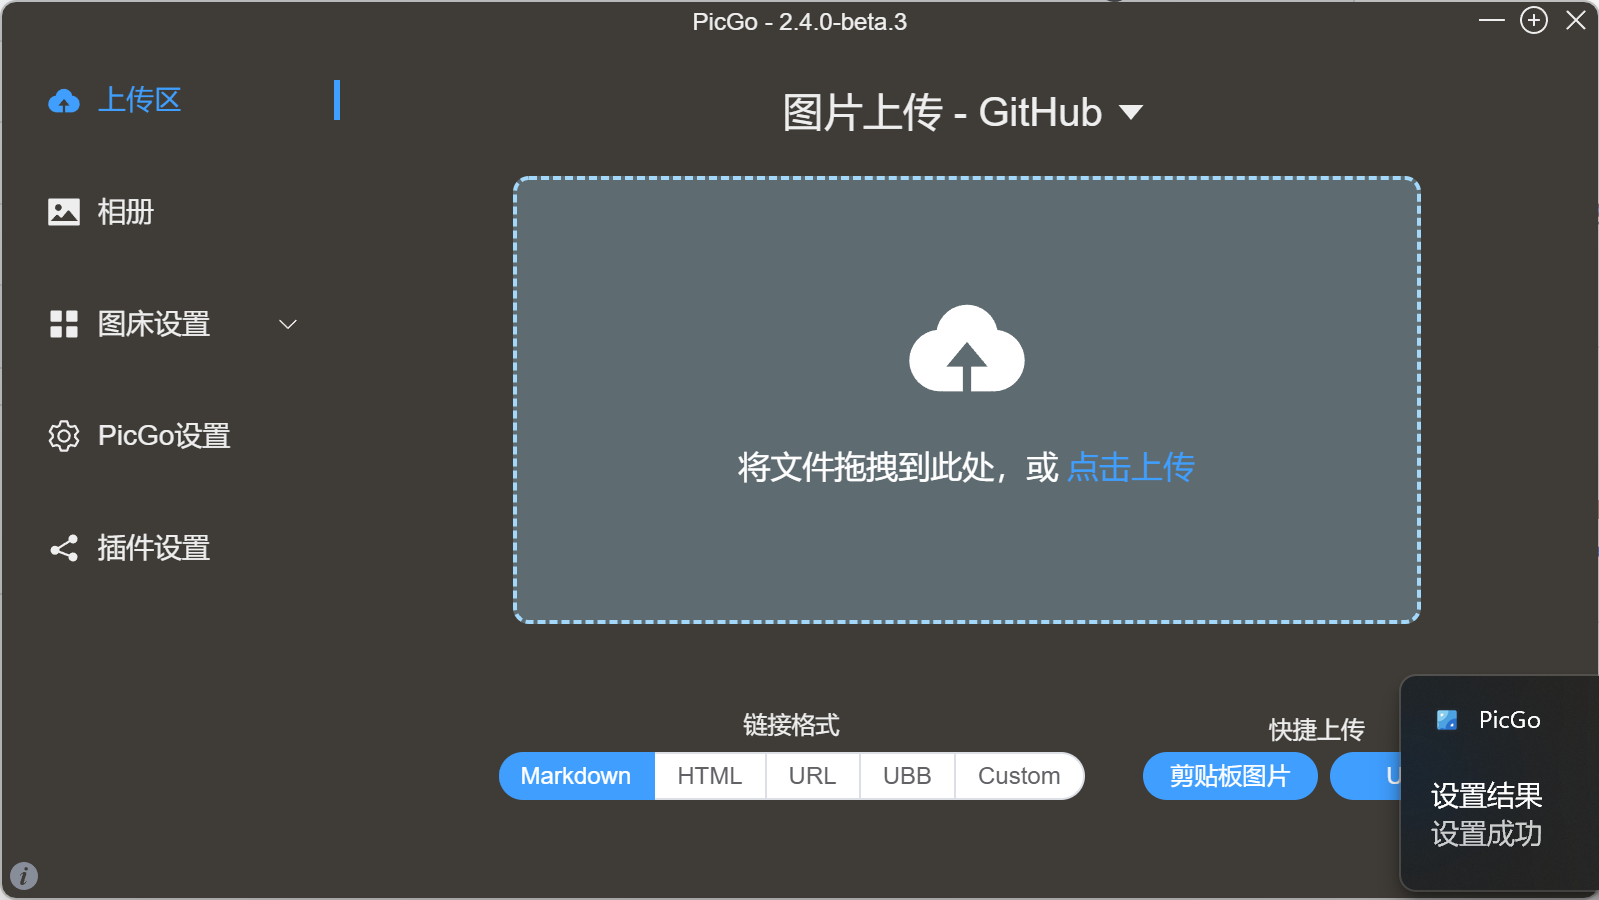 PicGo - 2.4.0-beta.3
上传区
相册
图床设置
PicGo设置
插件设置
图片上传 - GitHub
将文件拖拽到此处，或 点击上传
链接格式
Markdown HTML URL UBB Custom
快捷上传
剪贴板图片 U
PicGo
设置结果
设置成功